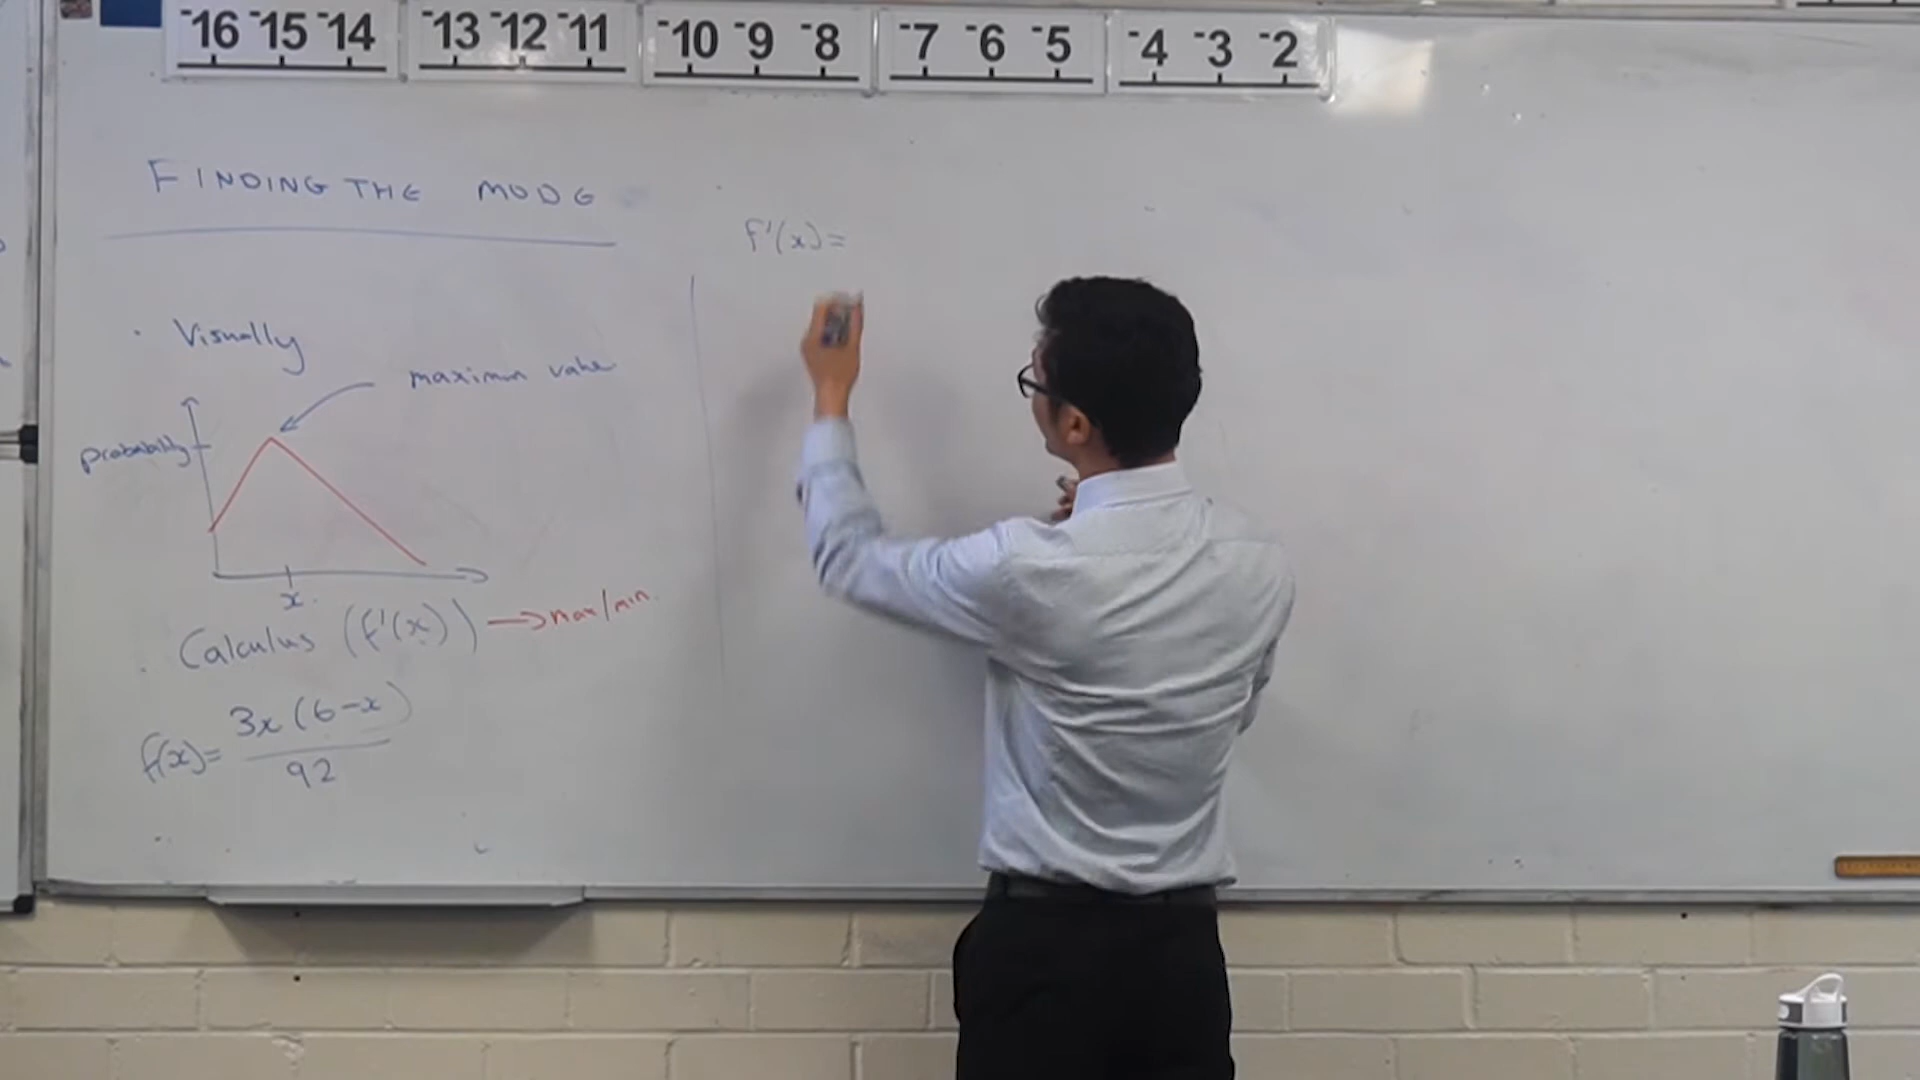 -16 -15 -14 -13 -12 -11 -10 -9 -8 -7 -6 -5 -4 -3 -2
FINDING THE MODE
· Visually
maximum value
probability
x
· Calculus (f'(x)) → max/min.
f(x)= 3x(6-x)
92
f'(x)=